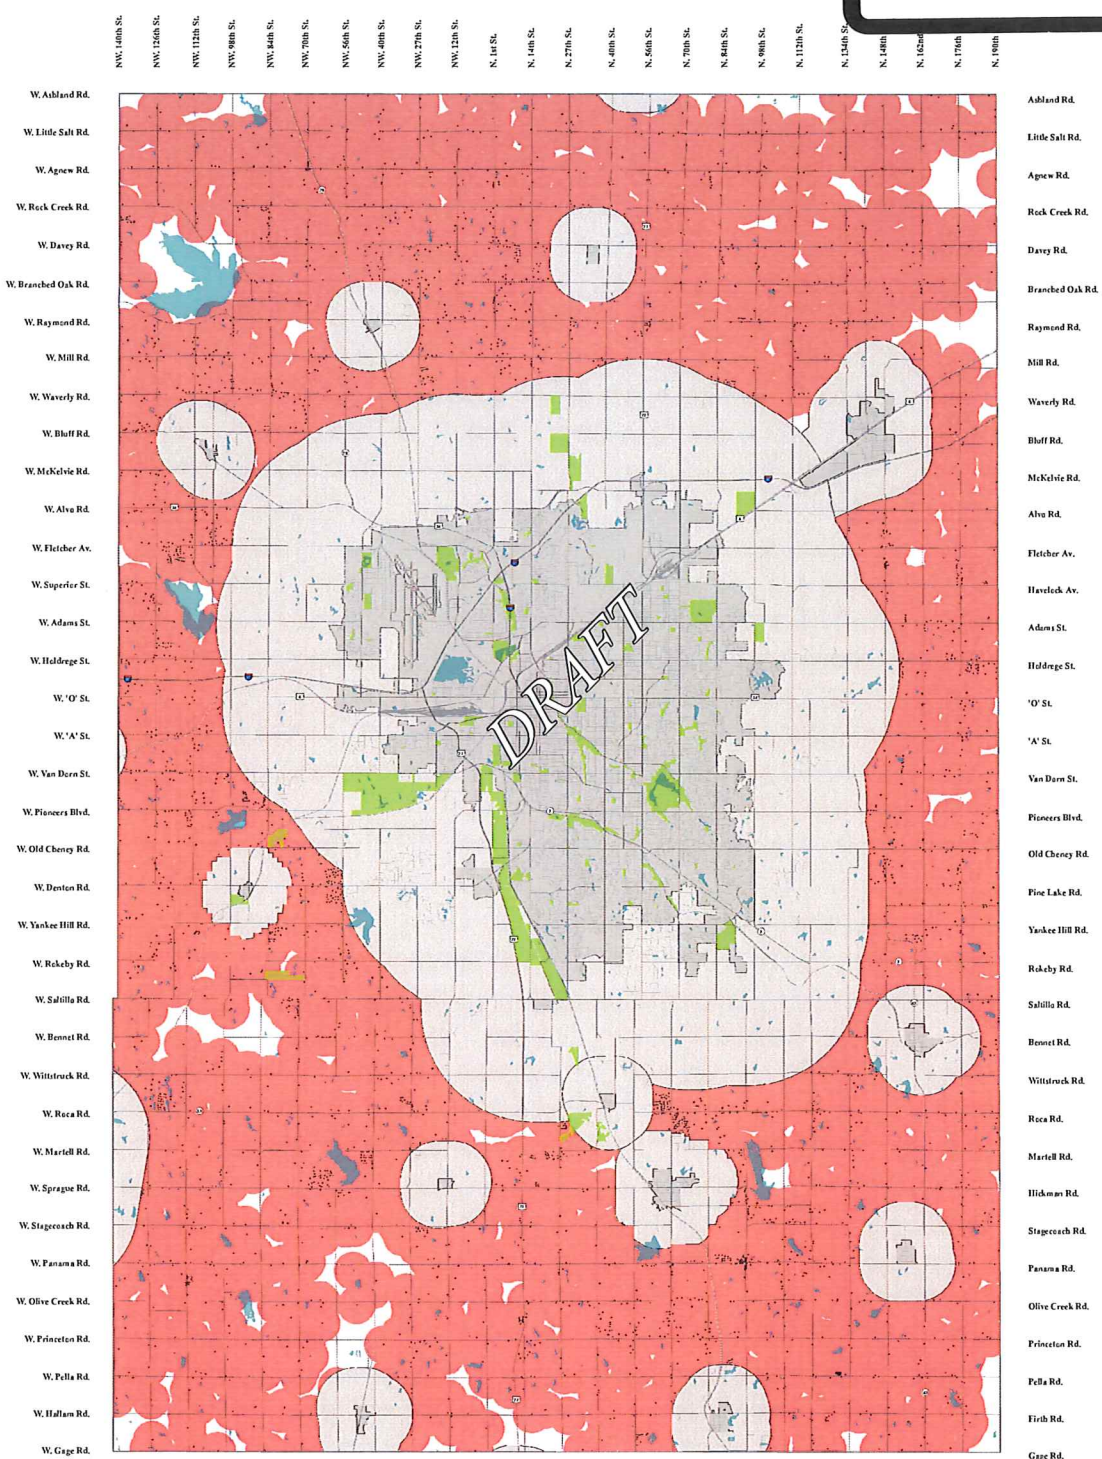 NW. 140th St.
NW. 126th St.
NW. 112th St.
NW. 98th St.
NW. 84th St.
NW. 70th St.
NW. 56th St.
NW. 40th St.
NW. 27th St.
NW. 12th St.
N. 1st St.
N. 14th St.
N. 27th St.
N. 40th St.
N. 56th St.
N. 70th St.
N. 84th St.
N. 98th St.
N. 112th St.
N. 134th St.
N. 148th
N. 162nd
N. 176th
N. 190th
W. Ashland Rd.
W. Little Salt Rd.
W. Agnew Rd.
W. Rock Creek Rd.
W. Davey Rd.
W. Branched Oak Rd.
W. Raymond Rd.
W. Mill Rd.
W. Waverly Rd.
W. Bluff Rd.
W. McKelvie Rd.
W. Alvo Rd.
W. Fletcher Av.
W. Superior St.
W. Adams St.
W. Holdrege St.
W. 'O' St.
W. 'A' St.
W. Van Dorn St.
W. Pioneers Blvd.
W. Old Cheney Rd.
W. Denton Rd.
W. Yankee Hill Rd.
W. Rokeby Rd.
W. Saltillo Rd.
W. Bennet Rd.
W. Wittstruck Rd.
W. Roca Rd.
W. Martell Rd.
W. Sprague Rd.
W. Stagecoach Rd.
W. Panama Rd.
W. Olive Creek Rd.
W. Princeton Rd.
W. Pella Rd.
W. Hallam Rd.
W. Gage Rd.
DRAFT
Ashland Rd.
Little Salt Rd.
Agnew Rd.
Rock Creek Rd.
Davey Rd.
Branched Oak Rd.
Raymond Rd.
Mill Rd.
Waverly Rd.
Bluff Rd.
McKelvie Rd.
Alvo Rd.
Fletcher Av.
Havelock Av.
Adams St.
Holdrege St.
'O' St.
'A' St.
Van Dorn St.
Pioneers Blvd.
Old Cheney Rd.
Pine Lake Rd.
Yankee Hill Rd.
Rokeby Rd.
Saltillo Rd.
Bennet Rd.
Wittstruck Rd.
Roca Rd.
Martell Rd.
Hickman Rd.
Stagecoach Rd.
Panama Rd.
Olive Creek Rd.
Princeton Rd.
Pella Rd.
Firth Rd.
Gage Rd.